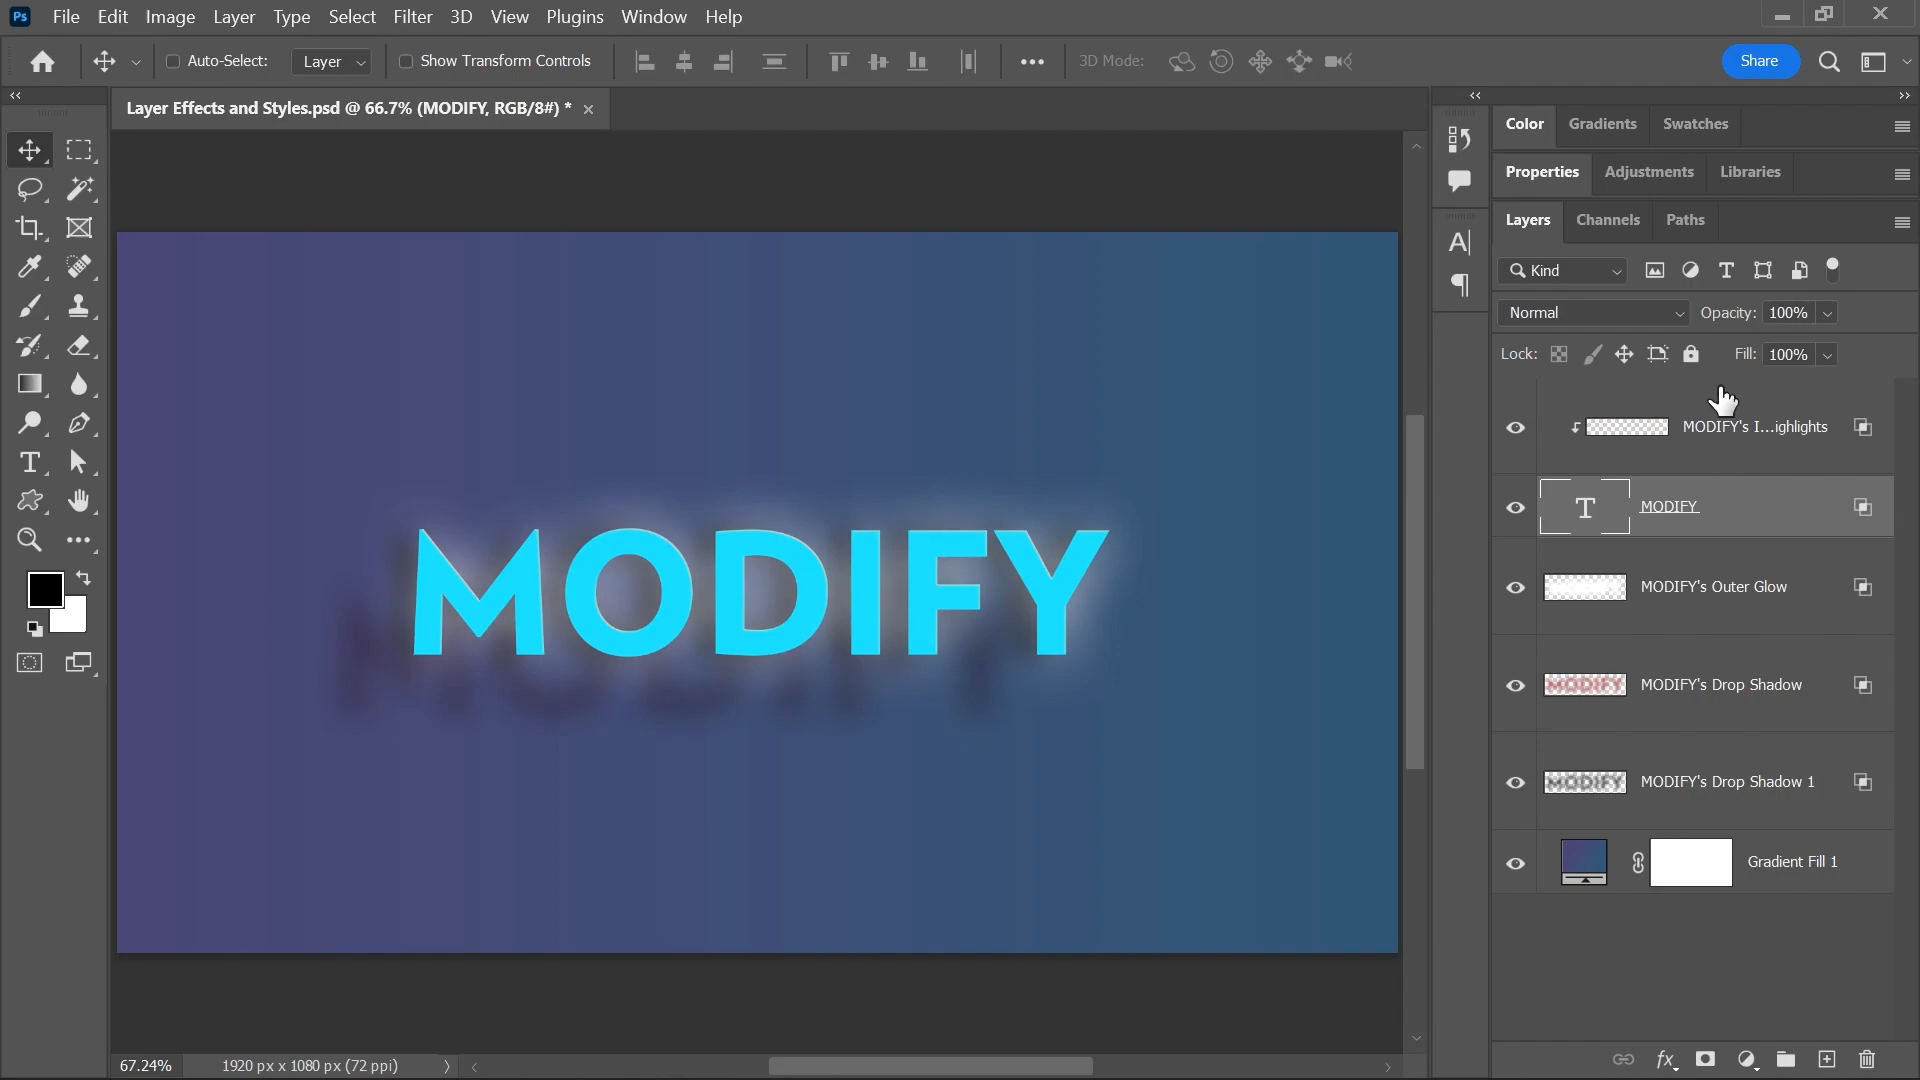 Ps File Edit Image Layer Type Select Filter 3D View Plugins Window Help
Auto-Select: Layer Show Transform Controls 3D Mode: Share
Layer Effects and Styles.psd @ 66.7% (MODIFY, RGB/8#) *
Color Gradients Swatches
Properties Adjustments Libraries
Layers Channels Paths
Kind
Normal Opacity: 100%
Lock: Fill: 100%
MODIFY's I...ighlights
MODIFY
MODIFY's Outer Glow
MODIFY's Drop Shadow
MODIFY's Drop Shadow 1
Gradient Fill 1
MODIFY
67.24% 1920 px x 1080 px (72 ppi)